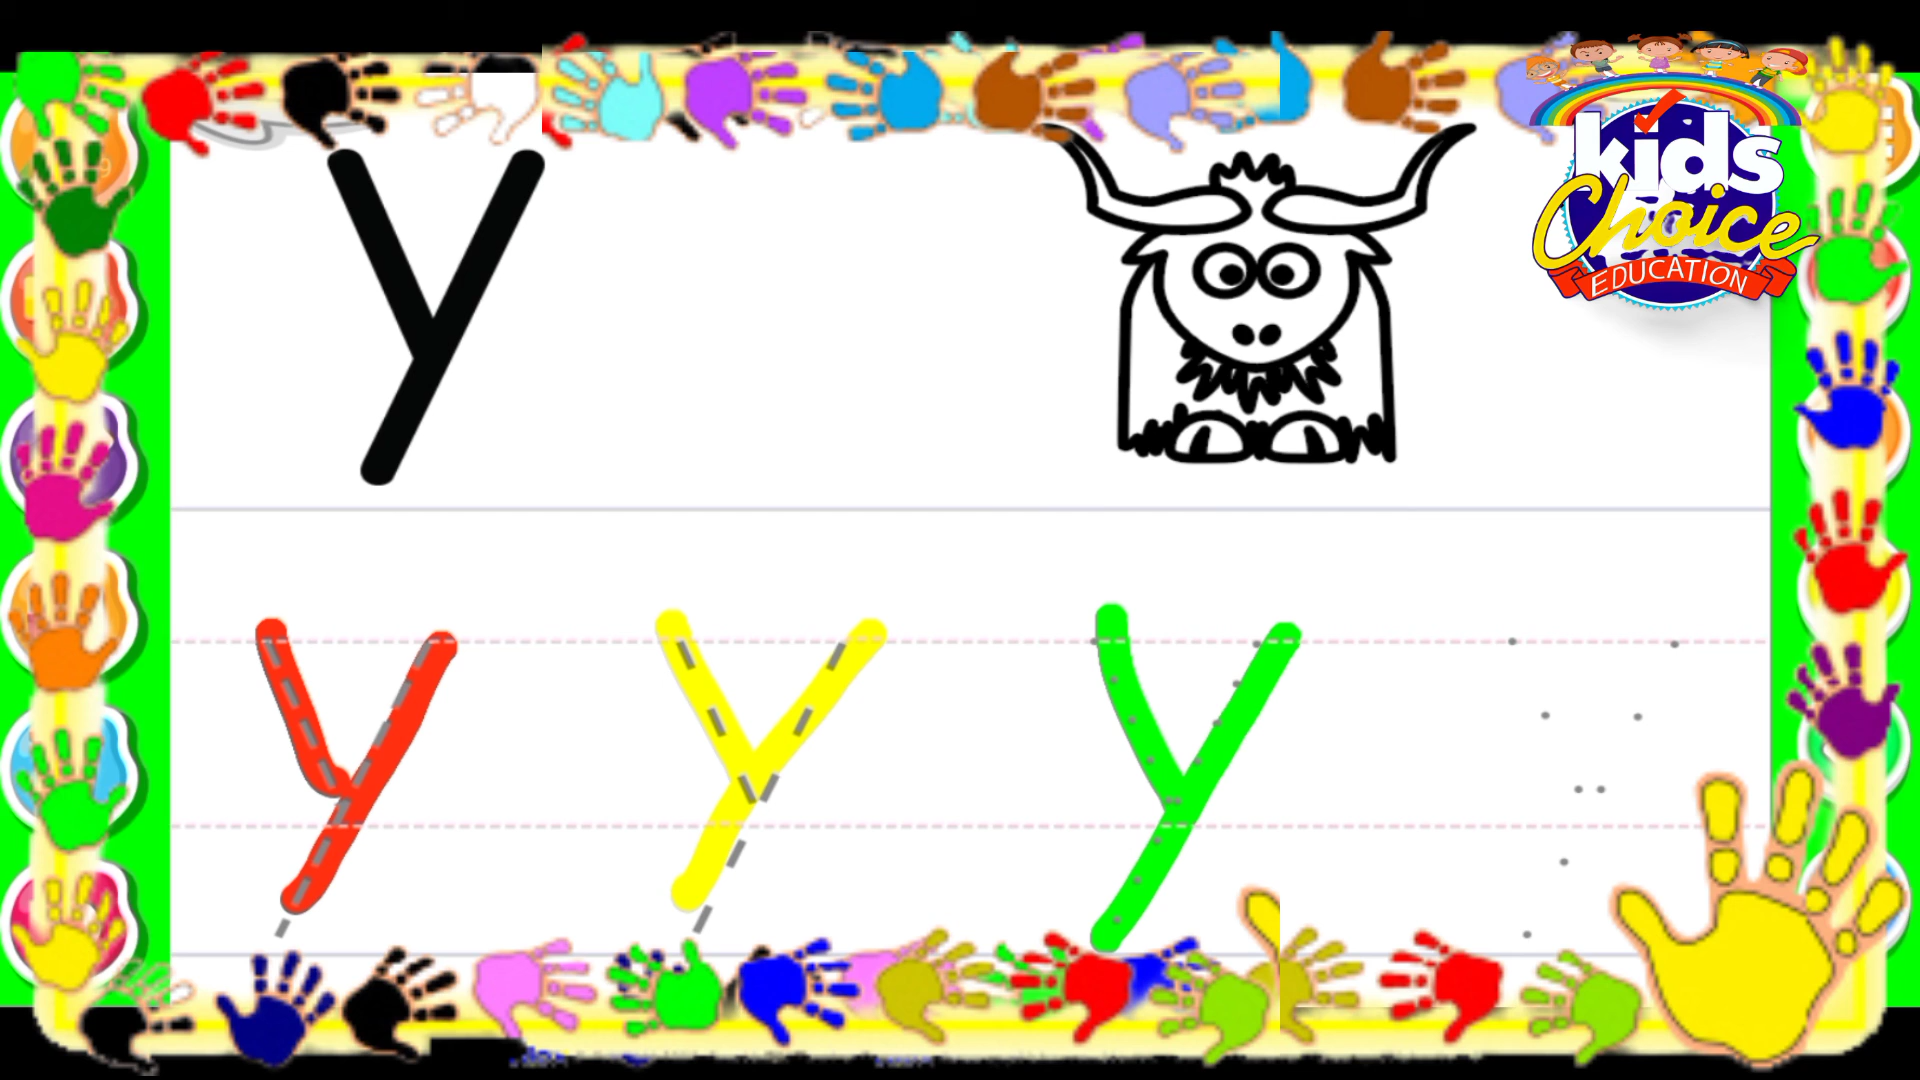 y
kids
Choice
EDUCATION
y y y